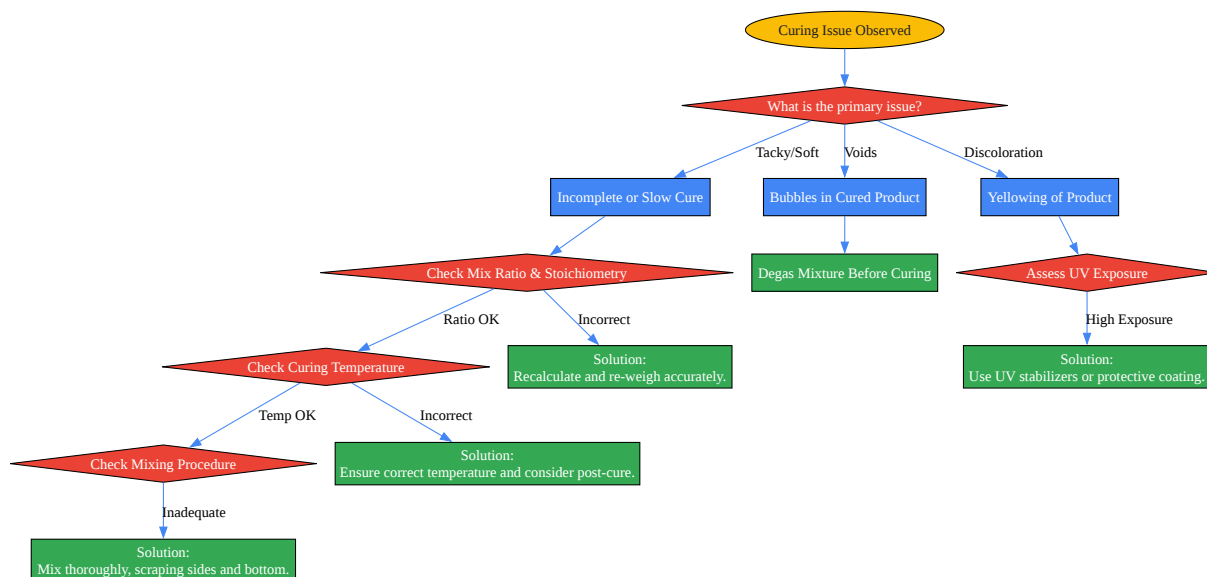 Curing Issue Observed
What is the primary issue?
Tacky/Soft
Voids
Discoloration
Incomplete or Slow Cure
Bubbles in Cured Product
Yellowing of Product
Check Mix Ratio & Stoichiometry
Degas Mixture Before Curing
Assess UV Exposure
Ratio OK
Incorrect
High Exposure
Check Curing Temperature
Solution:
Recalculate and re-weigh accurately.
Solution:
Use UV stabilizers or protective coating.
Temp OK
Incorrect
Check Mixing Procedure
Solution:
Ensure correct temperature and consider post-cure.
Inadequate
Solution:
Mix thoroughly, scraping sides and bottom.